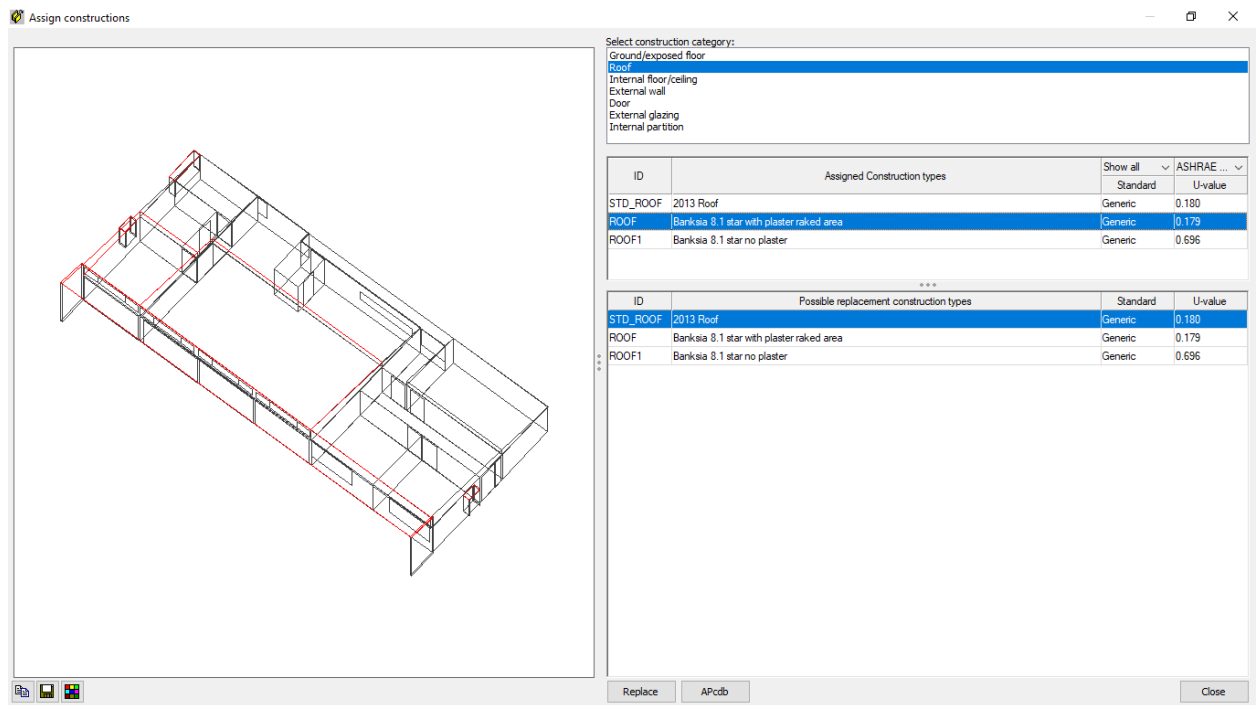 Assign constructions
Select construction category:
Ground/exposed floor
Roof
Internal floor/ceiling
External wall
Door
External glazing
Internal partition
ID Assigned Construction types Show all ASHRAE ...
Standard U-value
STD_ROOF 2013 Roof Generic 0.180
ROOF Banksia 8.1 star with plaster raked area Generic 0.179
ROOF1 Banksia 8.1 star no plaster Generic 0.696
ID Possible replacement construction types Standard U-value
STD_ROOF 2013 Roof Generic 0.180
ROOF Banksia 8.1 star with plaster raked area Generic 0.179
ROOF1 Banksia 8.1 star no plaster Generic 0.696
Replace APcdb Close